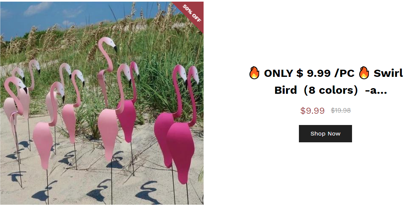 50% OFF
🔥 ONLY $ 9.99 /PC 🔥 Swirl
Bird（8 colors）-a...
$9.99 $19.98
Shop Now